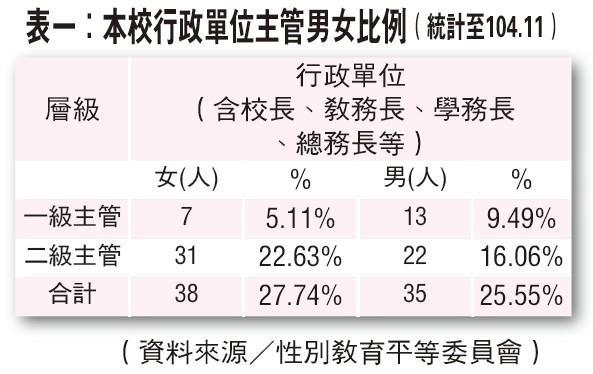 表一：本校行政單位主管男女比例（統計至104.11）
層級
行政單位
（含校長、教務長、學務長
、總務長等）
女(人) % 男(人) %
一級主管 7 5.11% 13 9.49%
二級主管 31 22.63% 22 16.06%
合計 38 27.74% 35 25.55%
（資料來源／性別教育平等委員會）